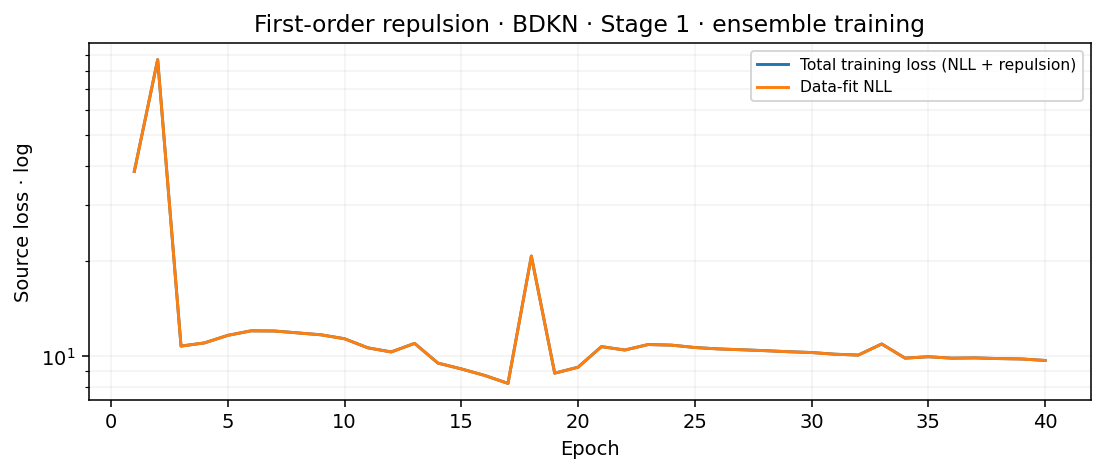 First-order repulsion · BDKN · Stage 1 · ensemble training
Total training loss (NLL + repulsion)
Data-fit NLL
Source loss · log
10¹
0 5 10 15 20 25 30 35 40
Epoch